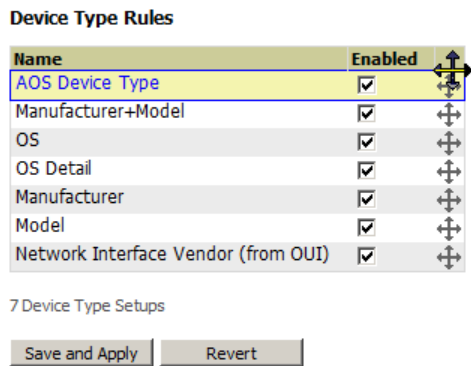 Device Type Rules
Name Enabled
AOS Device Type
Manufacturer+Model
OS
OS Detail
Manufacturer
Model
Network Interface Vendor (from OUI)
7 Device Type Setups
Save and Apply Revert